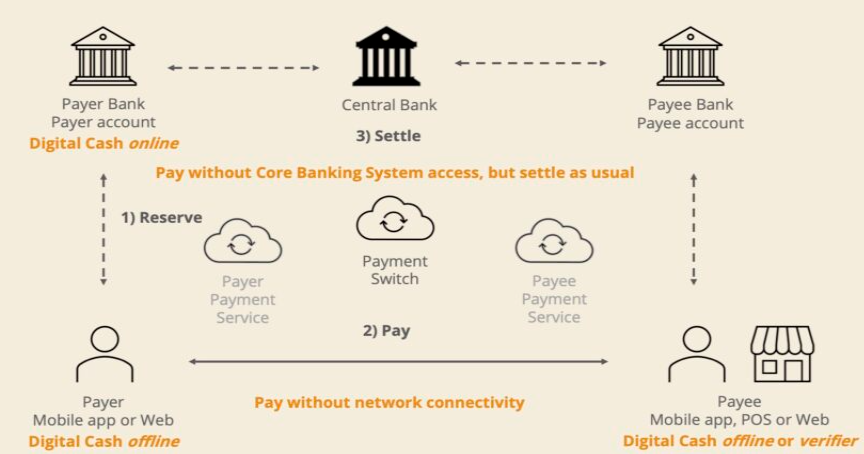 Payer Bank
Payer account
Digital Cash online
Central Bank
3) Settle
Payee Bank
Payee account
Pay without Core Banking System access, but settle as usual
1) Reserve
Payer
Payment
Service
Payment
Switch
Payee
Payment
Service
2) Pay
Pay without network connectivity
Payer
Mobile app or Web
Digital Cash offline
Payee
Mobile app, POS or Web
Digital Cash offline or verifier